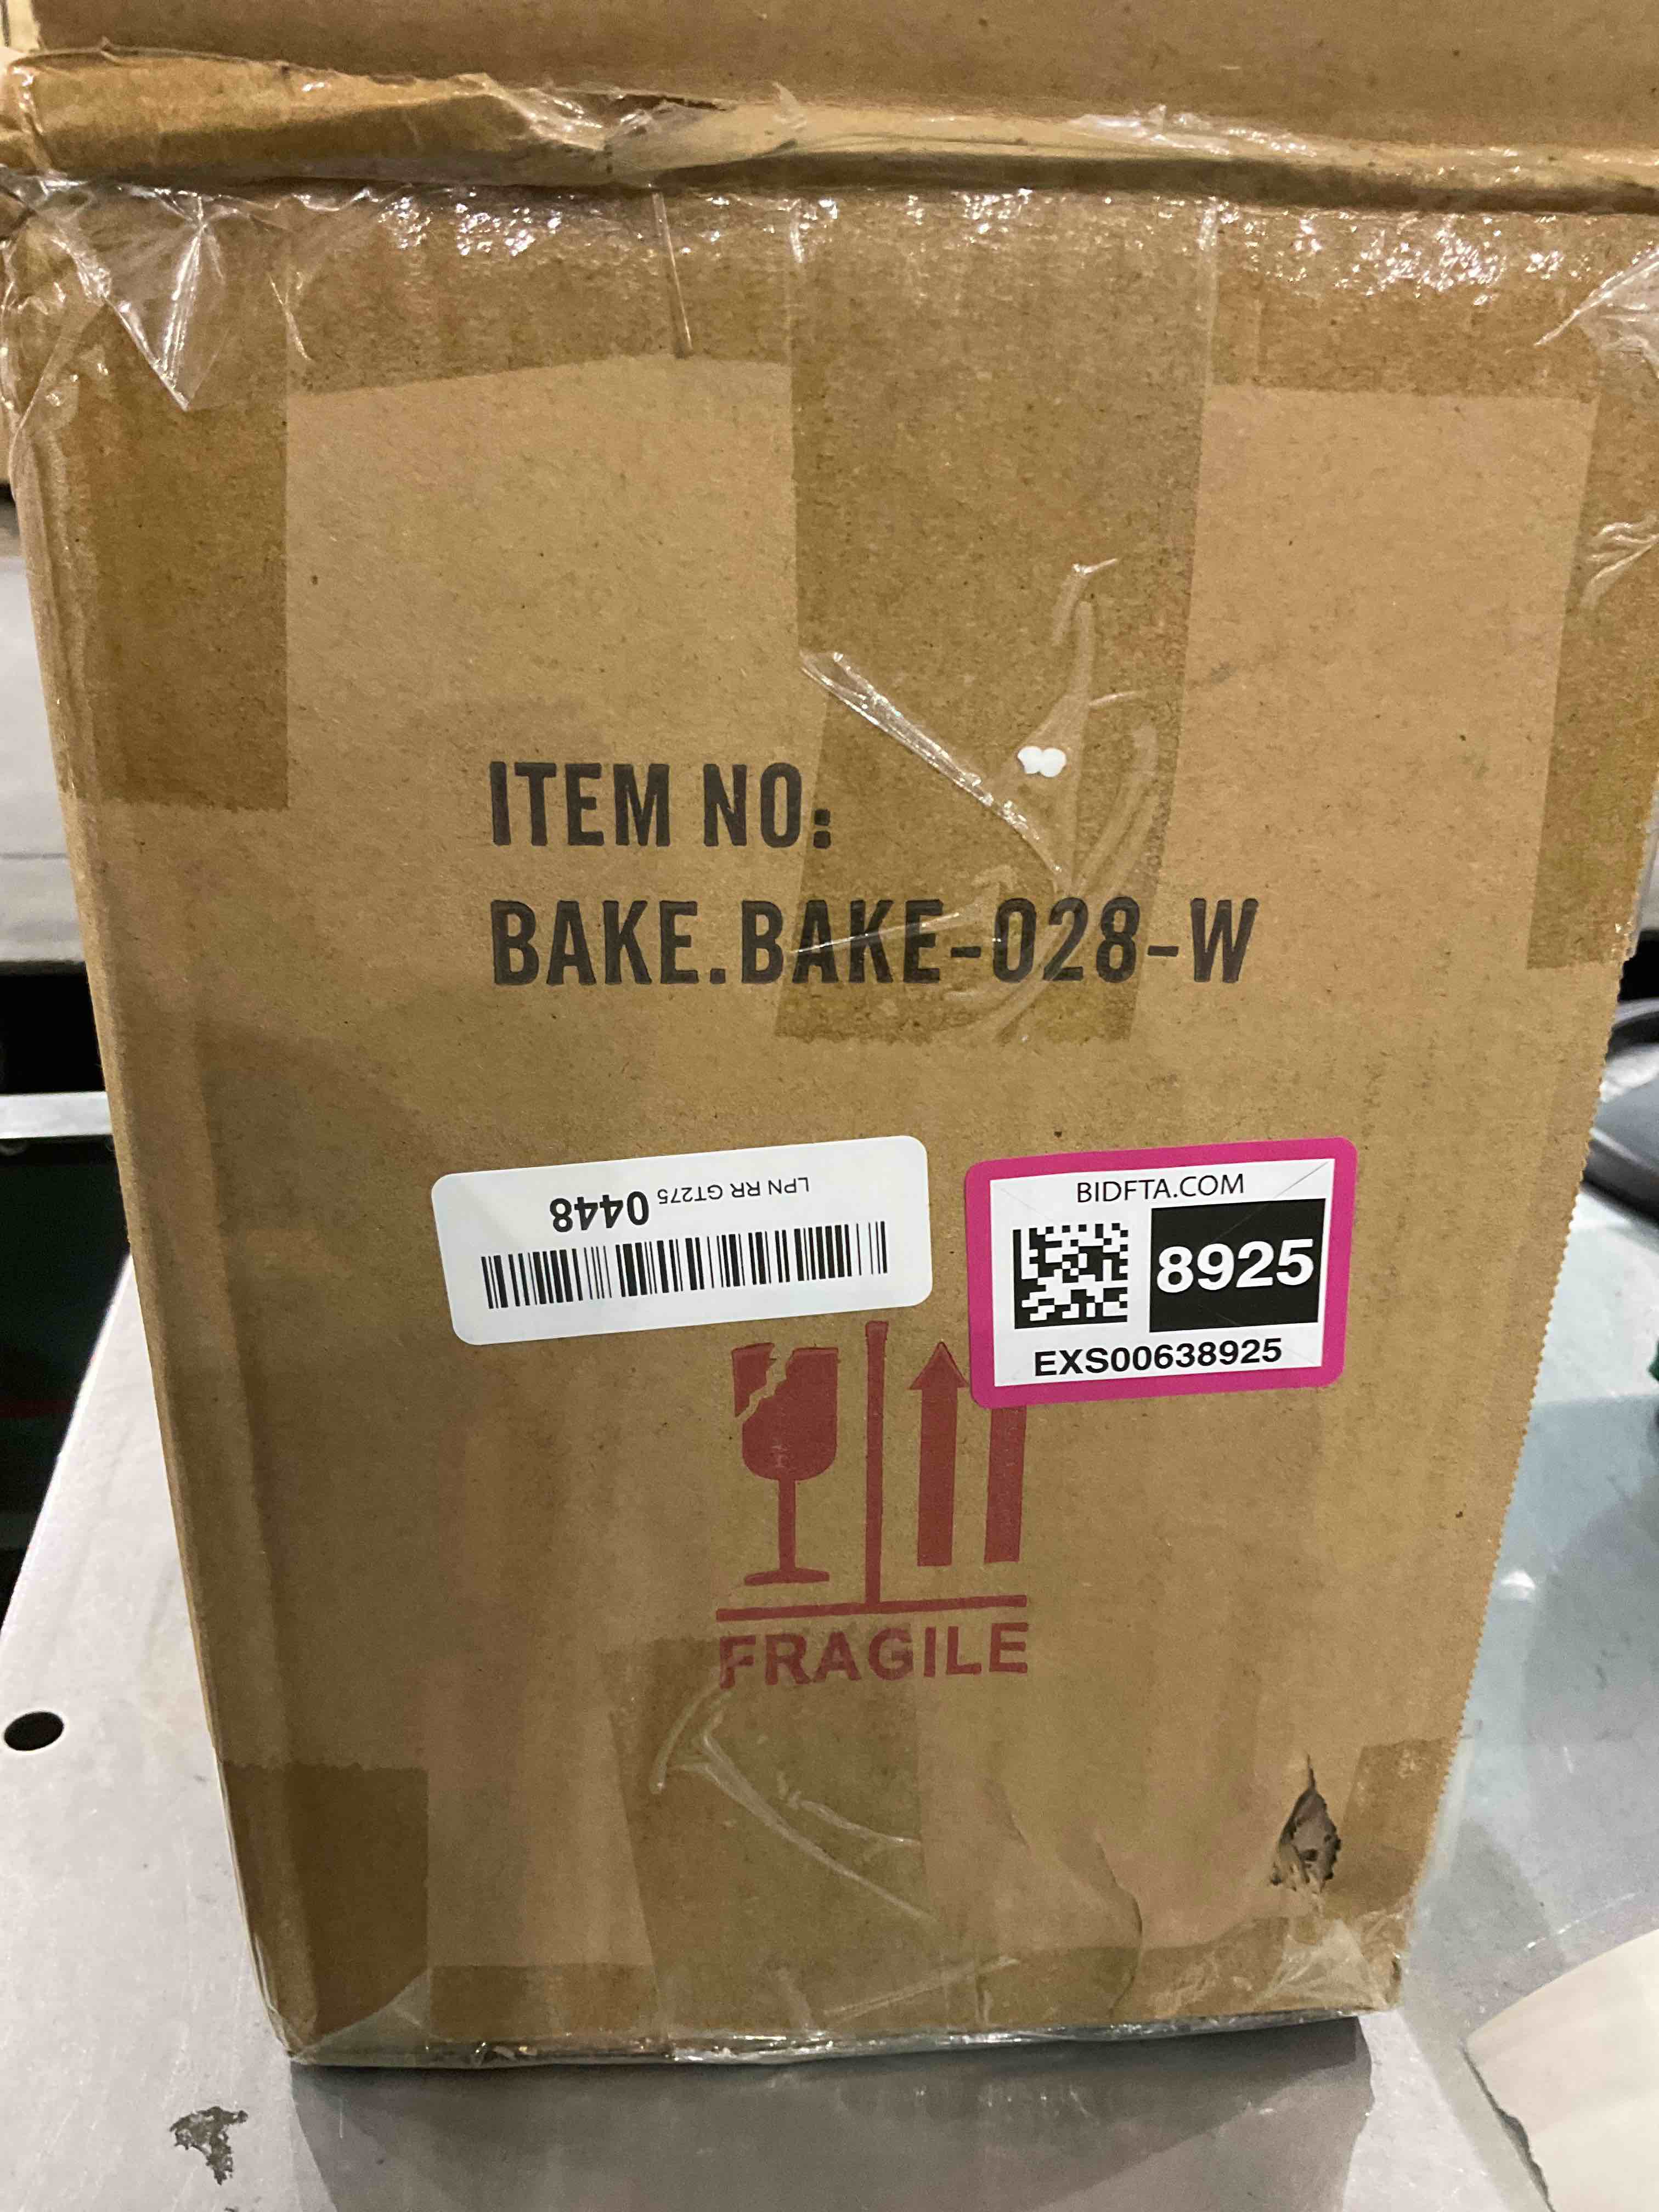 ITEM NO:
BAKE.BAKE-028-W
LPN RR GT275 0448
BIDFTA.COM
8925
EXS00638925
FRAGILE